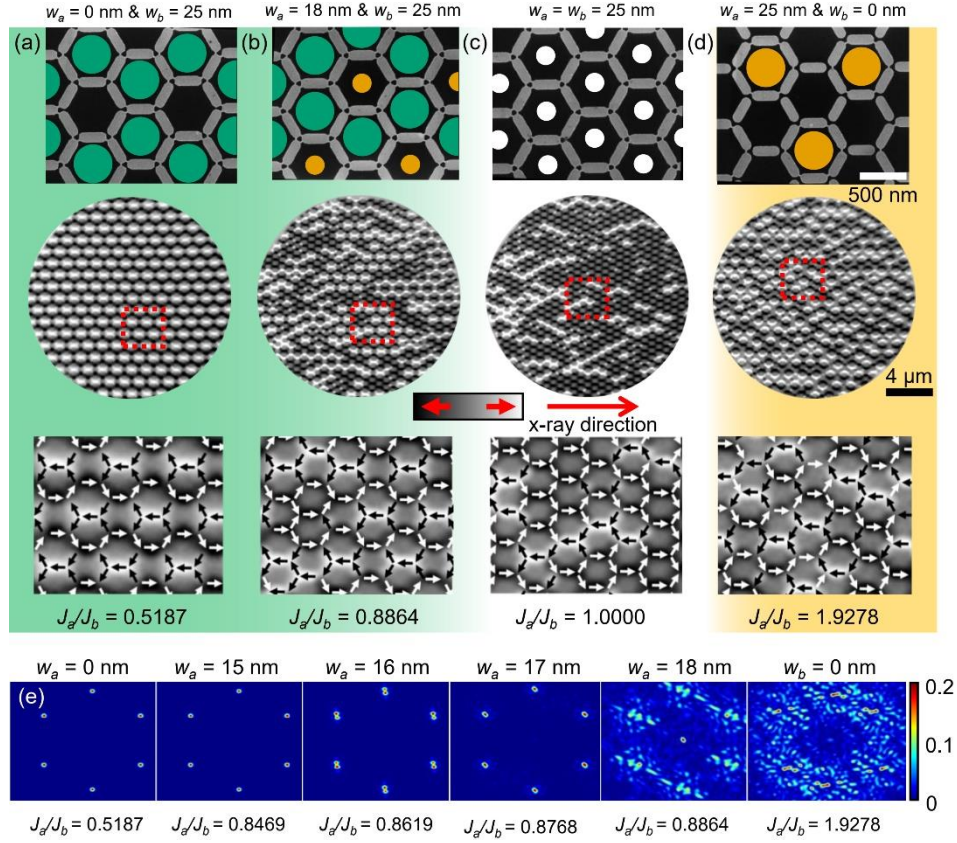 w_a = 0 nm & w_b = 25 nm
w_a = 18 nm & w_b = 25 nm
w_a = w_b = 25 nm
w_a = 25 nm & w_b = 0 nm
(a)
(b)
(c)
(d)
500 nm
4 µm
x-ray direction
J_a/J_b = 0.5187
J_a/J_b = 0.8864
J_a/J_b = 1.0000
J_a/J_b = 1.9278
w_a = 0 nm
w_a = 15 nm
w_a = 16 nm
w_a = 17 nm
w_a = 18 nm
w_b = 0 nm
(e)
0.2
0.1
0
J_a/J_b = 0.5187
J_a/J_b = 0.8469
J_a/J_b = 0.8619
J_a/J_b = 0.8768
J_a/J_b = 0.8864
J_a/J_b = 1.9278